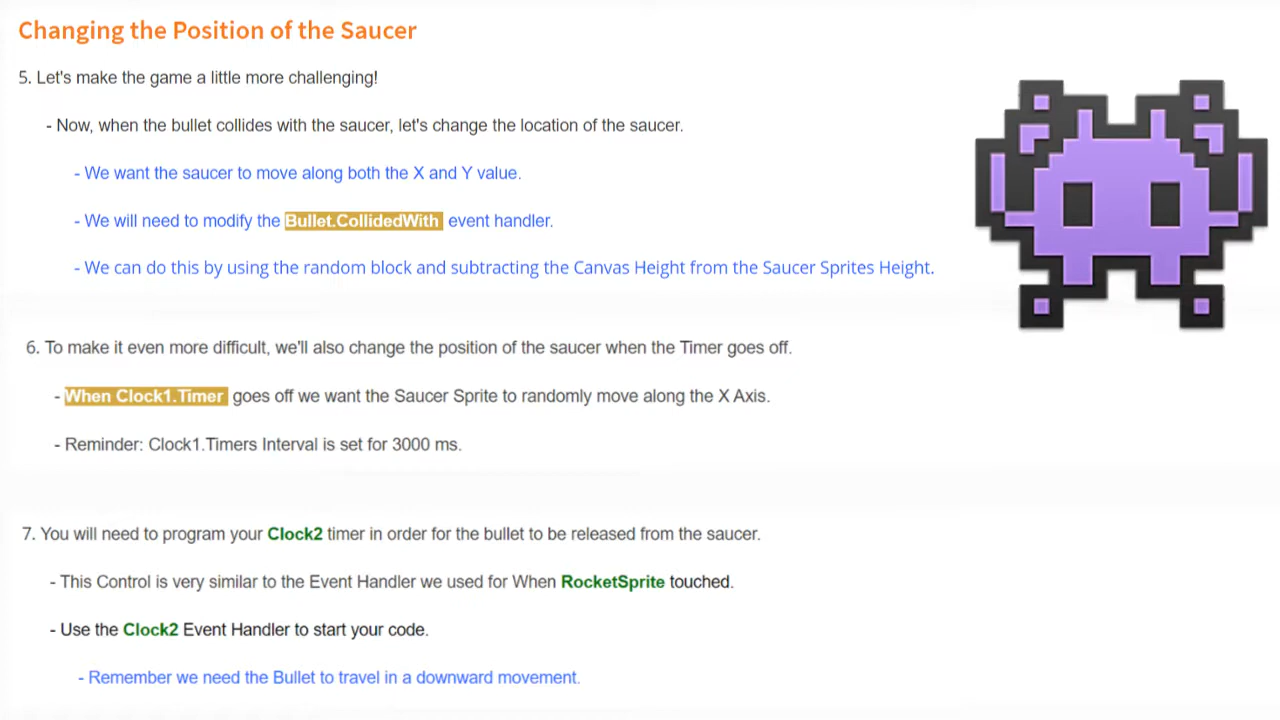 Changing the Position of the Saucer
5. Let's make the game a little more challenging!
- Now, when the bullet collides with the saucer, let's change the location of the saucer.
- We want the saucer to move along both the X and Y value.
- We will need to modify the Bullet.CollidedWith event handler.
- We can do this by using the random block and subtracting the Canvas Height from the Saucer Sprites Height.
6. To make it even more difficult, we'll also change the position of the saucer when the Timer goes off.
- When Clock1.Timer goes off we want the Saucer Sprite to randomly move along the X Axis.
- Reminder: Clock1.Timers Interval is set for 3000 ms.
7. You will need to program your Clock2 timer in order for the bullet to be released from the saucer.
- This Control is very similar to the Event Handler we used for When RocketSprite touched.
- Use the Clock2 Event Handler to start your code.
- Remember we need the Bullet to travel in a downward movement.